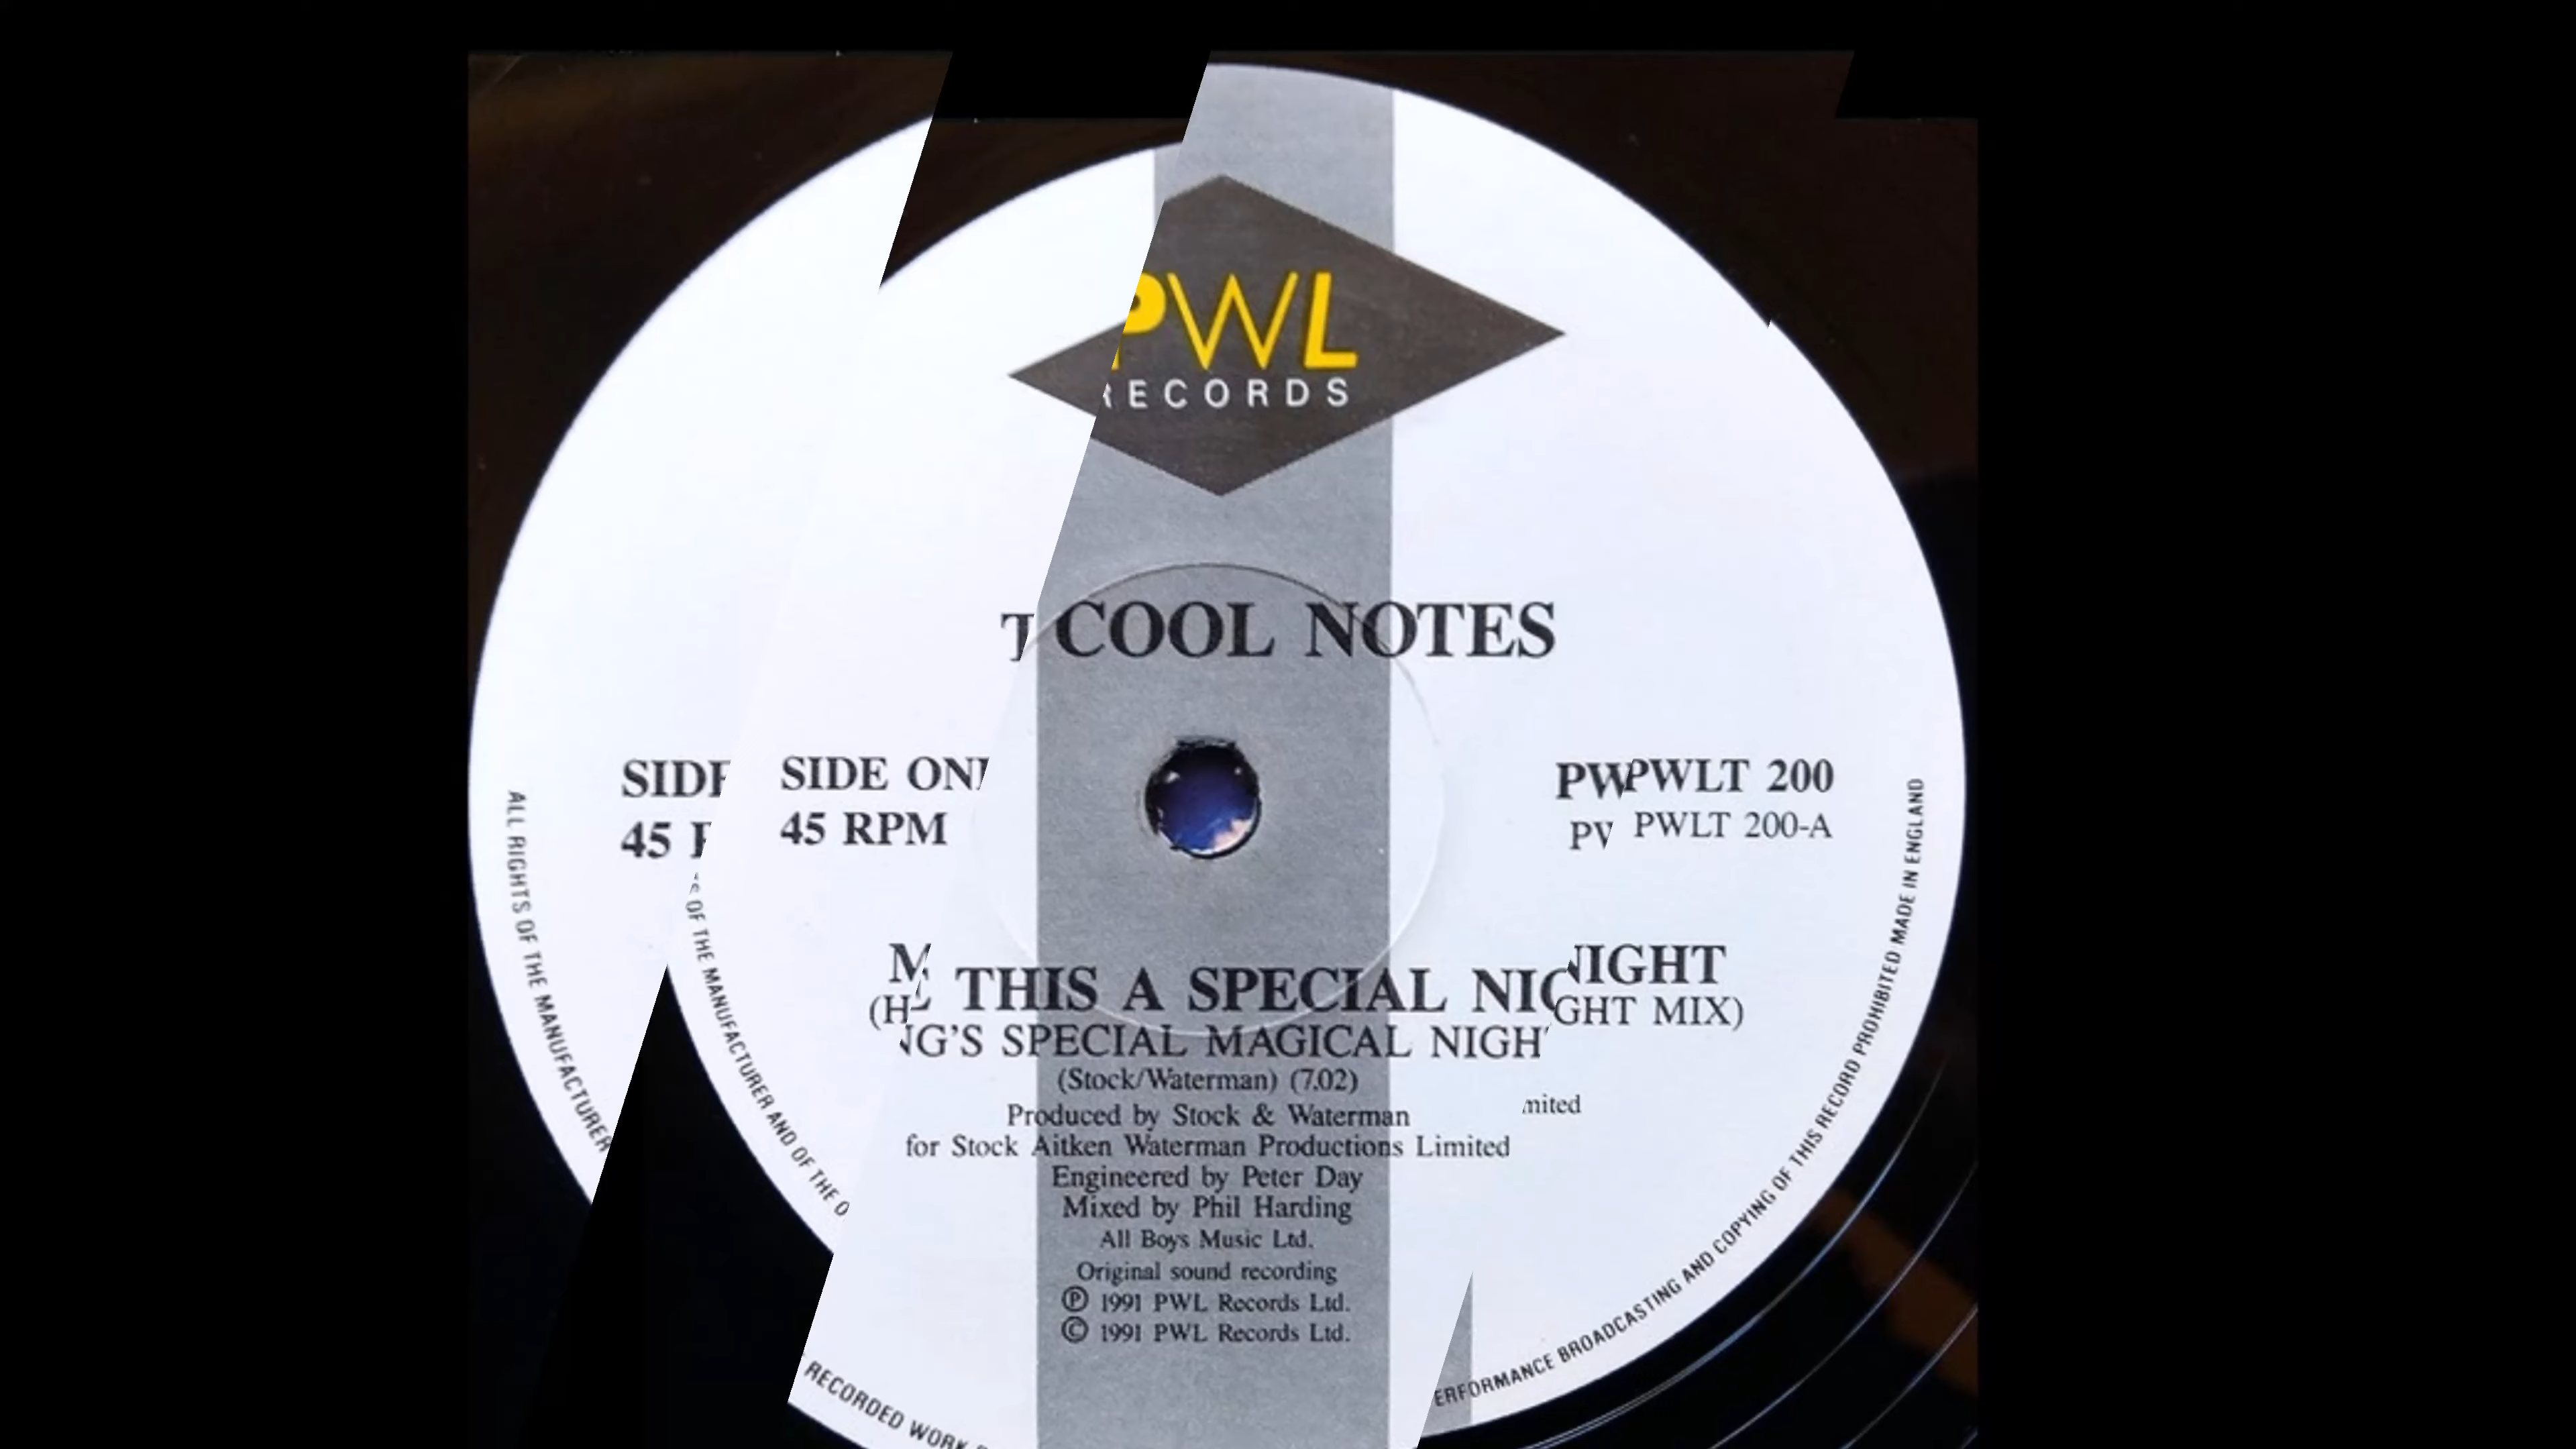 PWL
RECORDS
COOL NOTES
SIDE ONE
45 RPM
PWLT 200
PWLT 200-A
THIS A SPECIAL
NIGHT
SPECIAL MAGICAL
MIX)
(Stock/Waterman) (7.02)
Produced by Stock & Waterman
for Stock Aitken Waterman Productions Limited
Engineered by Peter Day
Mixed by Phil Harding
All Boys Music Ltd.
Original sound recording
Ⓟ 1991 PWL Records Ltd.
© 1991 PWL Records Ltd.
ALL RIGHTS OF THE MANUFACTURER
OF THE MANUFACTURER AND OF THE
RECORDED WORK
BROADCASTING AND COPYING OF THIS RECORD PROHIBITED MADE IN ENGLAND